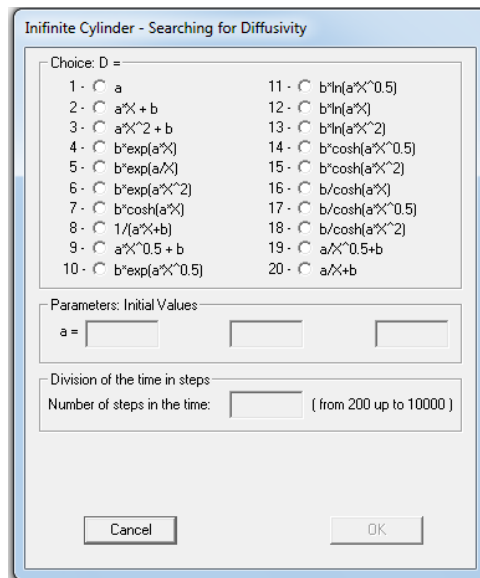 Inifinite Cylinder - Searching for Diffusivity
Choice: D =
1 - a
2 - a*X + b
3 - a*X^2 + b
4 - b*exp(a*X)
5 - b*exp(a/X)
6 - b*exp(a*X^2)
7 - b*cosh(a*X)
8 - 1/(a*X+b)
9 - a*X^0.5 + b
10 - b*exp(a*X^0.5)
11 - b*ln(a*X^0.5)
12 - b*ln(a*X)
13 - b*ln(a*X^2)
14 - b*cosh(a*X^0.5)
15 - b*cosh(a*X^2)
16 - b/cosh(a*X)
17 - b/cosh(a*X^0.5)
18 - b/cosh(a*X^2)
19 - a/X^0.5+b
20 - a/X+b
Parameters: Initial Values
a =
Division of the time in steps
Number of steps in the time: ( from 200 up to 10000 )
Cancel OK